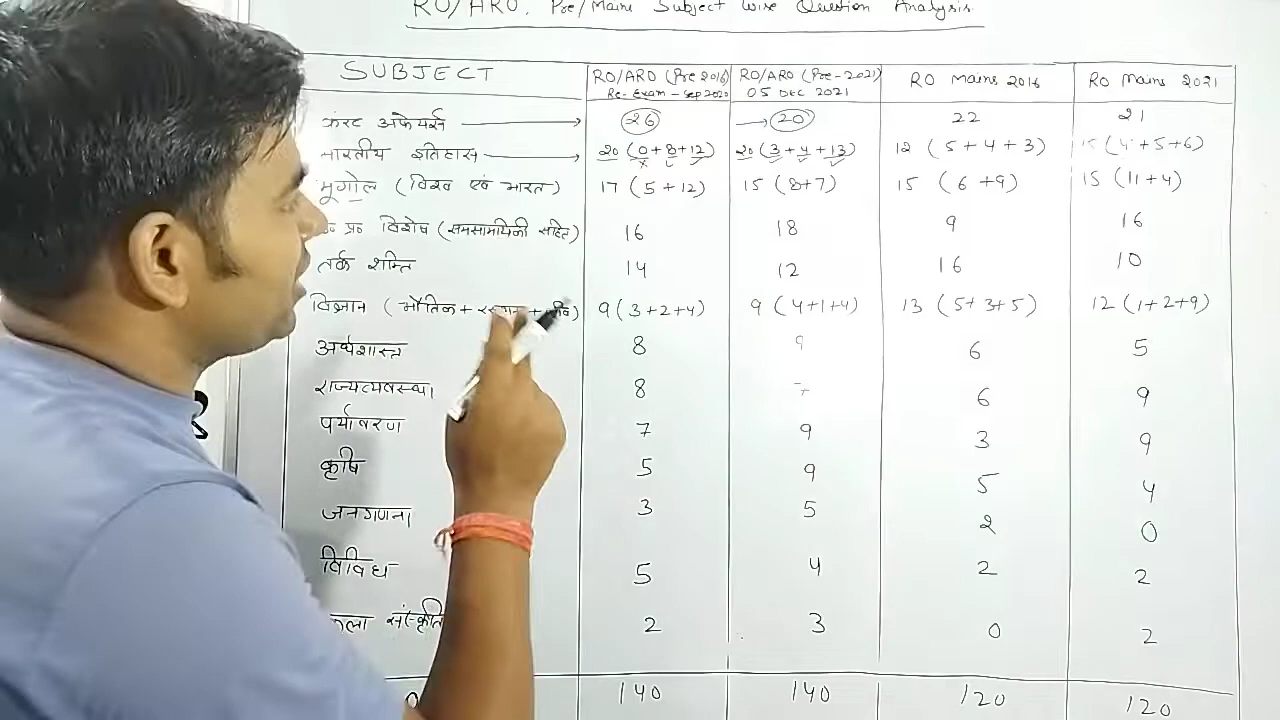 RO/ARO. Pre/Mains Subject Wise Question Analysis
SUBJECT RO/ARO (Pre 2016) Re-Exam - Sep 2020 RO/ARO (Pre-2021) 05 Dec 2021 RO Mains 2016 RO Mains 2021
करंट अफेयर्स → 26 → 20 22 21
भारतीय इतिहास → 20 (0+8+12) 20 (3+4+13) 12 (5+4+3) 15 (4+5+6)
भूगोल (विश्व एवं भारत) 17 (5+12) 15 (8+7) 15 (6+9) 15 (11+4)
उ० प्र० विशेष (समसामयिकी सहित) 16 18 9 16
तर्क शक्ति 14 12 16 10
विज्ञान (भौतिक+ 9 (3+2+4) 9 (4+1+4) 13 (5+3+5) 12 (1+2+9)
अर्थशास्त्र 8 9 6 5
राज्यव्यवस्था 8 7 6 9
पर्यावरण 7 9 3 9
कृषि 5 9 5 4
जनगणना 3 5 2 0
विविध 5 4 2 2
कला संस्कृति 2 3 0 2
140 140 120 120